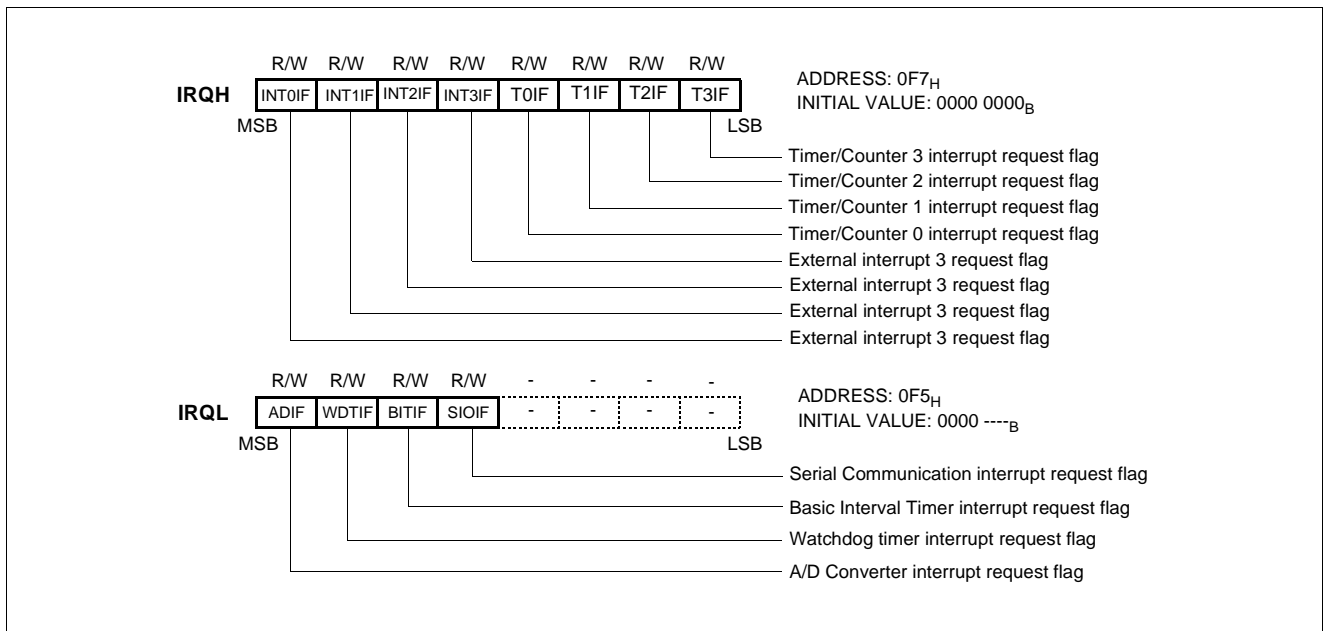 R/W R/W R/W R/W R/W R/W R/W R/W
IRQH INT0IF INT1IF INT2IF INT3IF T0IF T1IF T2IF T3IF
MSB LSB
ADDRESS: 0F7H
INITIAL VALUE: 0000 0000B
Timer/Counter 3 interrupt request flag
Timer/Counter 2 interrupt request flag
Timer/Counter 1 interrupt request flag
Timer/Counter 0 interrupt request flag
External interrupt 3 request flag
External interrupt 3 request flag
External interrupt 3 request flag
External interrupt 3 request flag
R/W R/W R/W R/W - - - -
IRQL ADIF WDTIF BITIF SIOIF - - - -
MSB LSB
ADDRESS: 0F5H
INITIAL VALUE: 0000 ----B
Serial Communication interrupt request flag
Basic Interval Timer interrupt request flag
Watchdog timer interrupt request flag
A/D Converter interrupt request flag